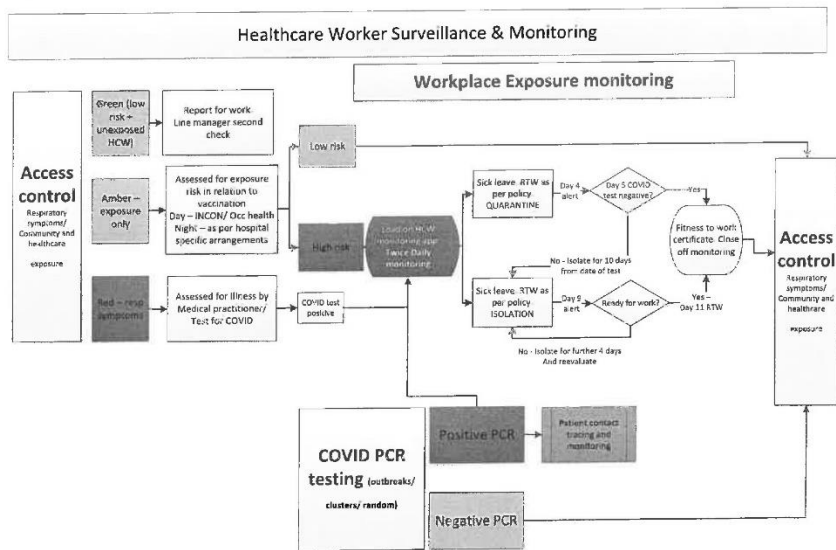 Healthcare Worker Surveillance & Monitoring
Workplace Exposure monitoring
Access
control
Respiratory
symptoms/
Community and
healthcare
exposure
Green (low
risk +
unexposed
HCW)
Report for work.
Line manager second
check
Amber –
exposure
only
Assessed for exposure
risk in relation to
vaccination
Day – INCON/ Occ health
Night – as per hospital
specific arrangements
Red – resp
symptoms
Assessed for Illness by
Medical practitioner/
Test for COVID
COVID test
positive
Low risk
High risk
Load on HCW
monitoring app
Twice Daily
monitoring
Sick leave. RTW as
per policy
QUARANTINE
Day 4
alert
Day 5 COVID
test negative?
Yes
No - Isolate for 10 days
from date of test
Sick leave. RTW as
per policy
ISOLATION
Day 9
alert
Ready for work?
Yes –
Day 11 RTW
No - Isolate for further 4 days
And reevaluate
Fitness to work
certificate. Close
off monitoring
Access
control
Respiratory
symptoms/
Community and
healthcare
exposure
COVID PCR
testing (outbreaks/
clusters/ random)
Positive PCR
Patient contact
tracing and
monitoring
Negative PCR